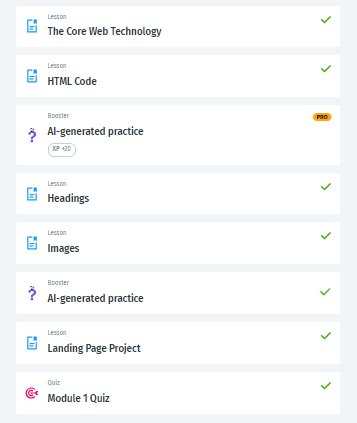 Lesson
The Core Web Technology
Lesson
HTML Code
Booster
PRO
AI-generated practice
XP +20
Lesson
Headings
Lesson
Images
Booster
AI-generated practice
Lesson
Landing Page Project
Quiz
Module 1 Quiz